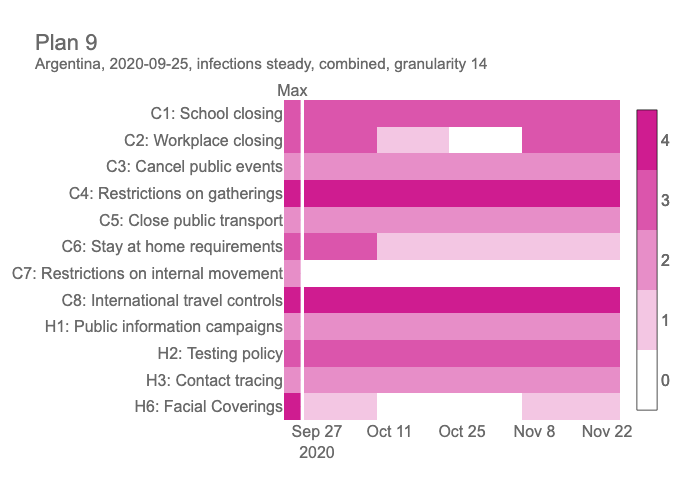 Plan 9
Argentina, 2020-09-25, infections steady, combined, granularity 14
Max
C1: School closing
C2: Workplace closing
C3: Cancel public events
C4: Restrictions on gatherings
C5: Close public transport
C6: Stay at home requirements
C7: Restrictions on internal movement
C8: International travel controls
H1: Public information campaigns
H2: Testing policy
H3: Contact tracing
H6: Facial Coverings
Sep 27 Oct 11 Oct 25 Nov 8 Nov 22
2020
4
3
2
1
0